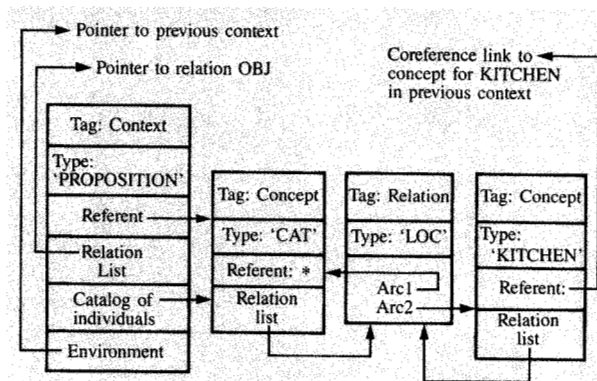 Pointer to previous context
Pointer to relation OBJ
Coreference link to
concept for KITCHEN
in previous context
Tag: Context
Type:
'PROPOSITION'
Referent
Relation
List
Catalog of
individuals
Environment
Tag: Concept
Type: 'CAT'
Referent: *
Relation
list
Tag: Relation
Type: 'LOC'
Arc1
Arc2
Tag: Concept
Type:
'KITCHEN'
Referent:
Relation
list